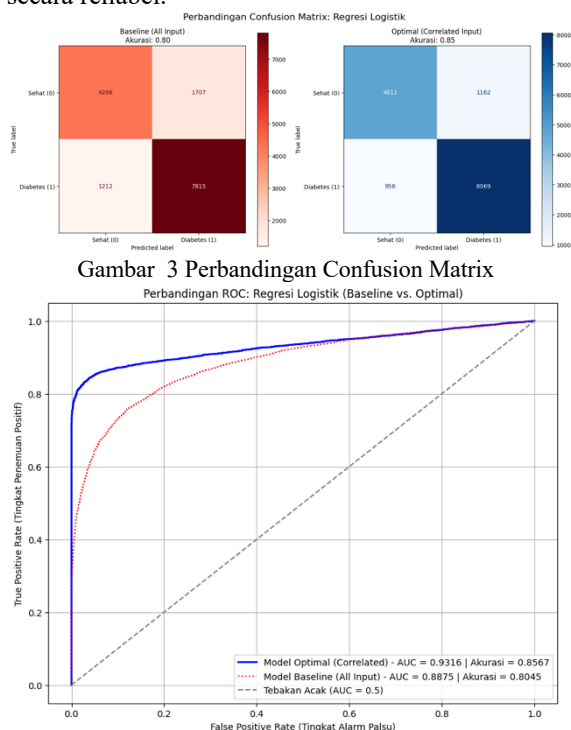 secara reliabel.
Perbandingan Confusion Matrix: Regresi Logistik
Baseline (All Input)
Akurasi: 0.80
Sehat (0)
Diabetes (1)
True label
4266
1707
1212
7815
Sehat (0)
Diabetes (1)
Predicted label
7000
6000
5000
4000
3000
2000
Optimal (Correlated Input)
Akurasi: 0.85
Sehat (0)
Diabetes (1)
True label
4811
1162
958
8069
Sehat (0)
Diabetes (1)
Predicted label
8000
7000
6000
5000
4000
3000
2000
1000
Gambar 3 Perbandingan Confusion Matrix
Perbandingan ROC: Regresi Logistik (Baseline vs. Optimal)
True Positive Rate (Tingkat Penemuan Positif)
1.0
0.8
0.6
0.4
0.2
0.0
Model Optimal (Correlated) - AUC = 0.9316 | Akurasi = 0.8567
Model Baseline (All Input) - AUC = 0.8875 | Akurasi = 0.8045
Tebakan Acak (AUC = 0.5)
0.0
0.2
0.4
0.6
0.8
1.0
False Positive Rate (Tingkat Alarm Palsu)